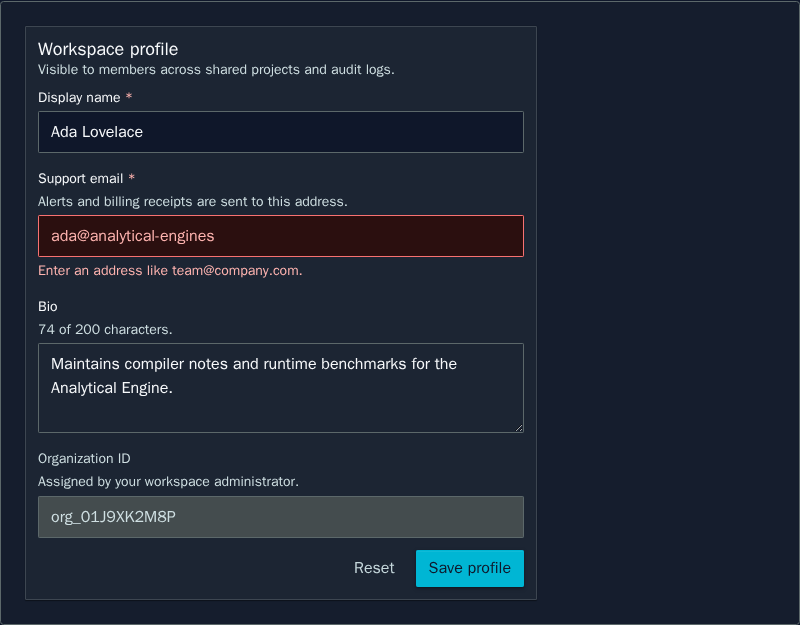 Workspace profile
Visible to members across shared projects and audit logs.
Display name *
Ada Lovelace
Support email *
Alerts and billing receipts are sent to this address.
ada@analytical-engines
Enter an address like team@company.com.
Bio
74 of 200 characters.
Maintains compiler notes and runtime benchmarks for the
Analytical Engine.
Organization ID
Assigned by your workspace administrator.
org_01J9XK2M8P
Reset Save profile